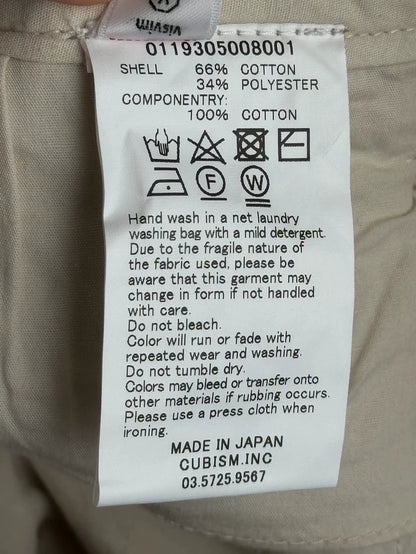 visvim
0119305008001
SHELL 66% COTTON
34% POLYESTER
COMPONENTRY:
100% COTTON
F W
Hand wash in a net laundry
washing bag with a mild detergent.
Due to the fragile nature of
the fabric used, please be
aware that this garment may
change in form if not handled
with care.
Do not bleach.
Color will run or fade with
repeated wear and washing.
Do not tumble dry.
Colors may bleed or transfer onto
other materials if rubbing occurs.
Please use a press cloth when
ironing.
MADE IN JAPAN
CUBISM.INC
03.5725.9567